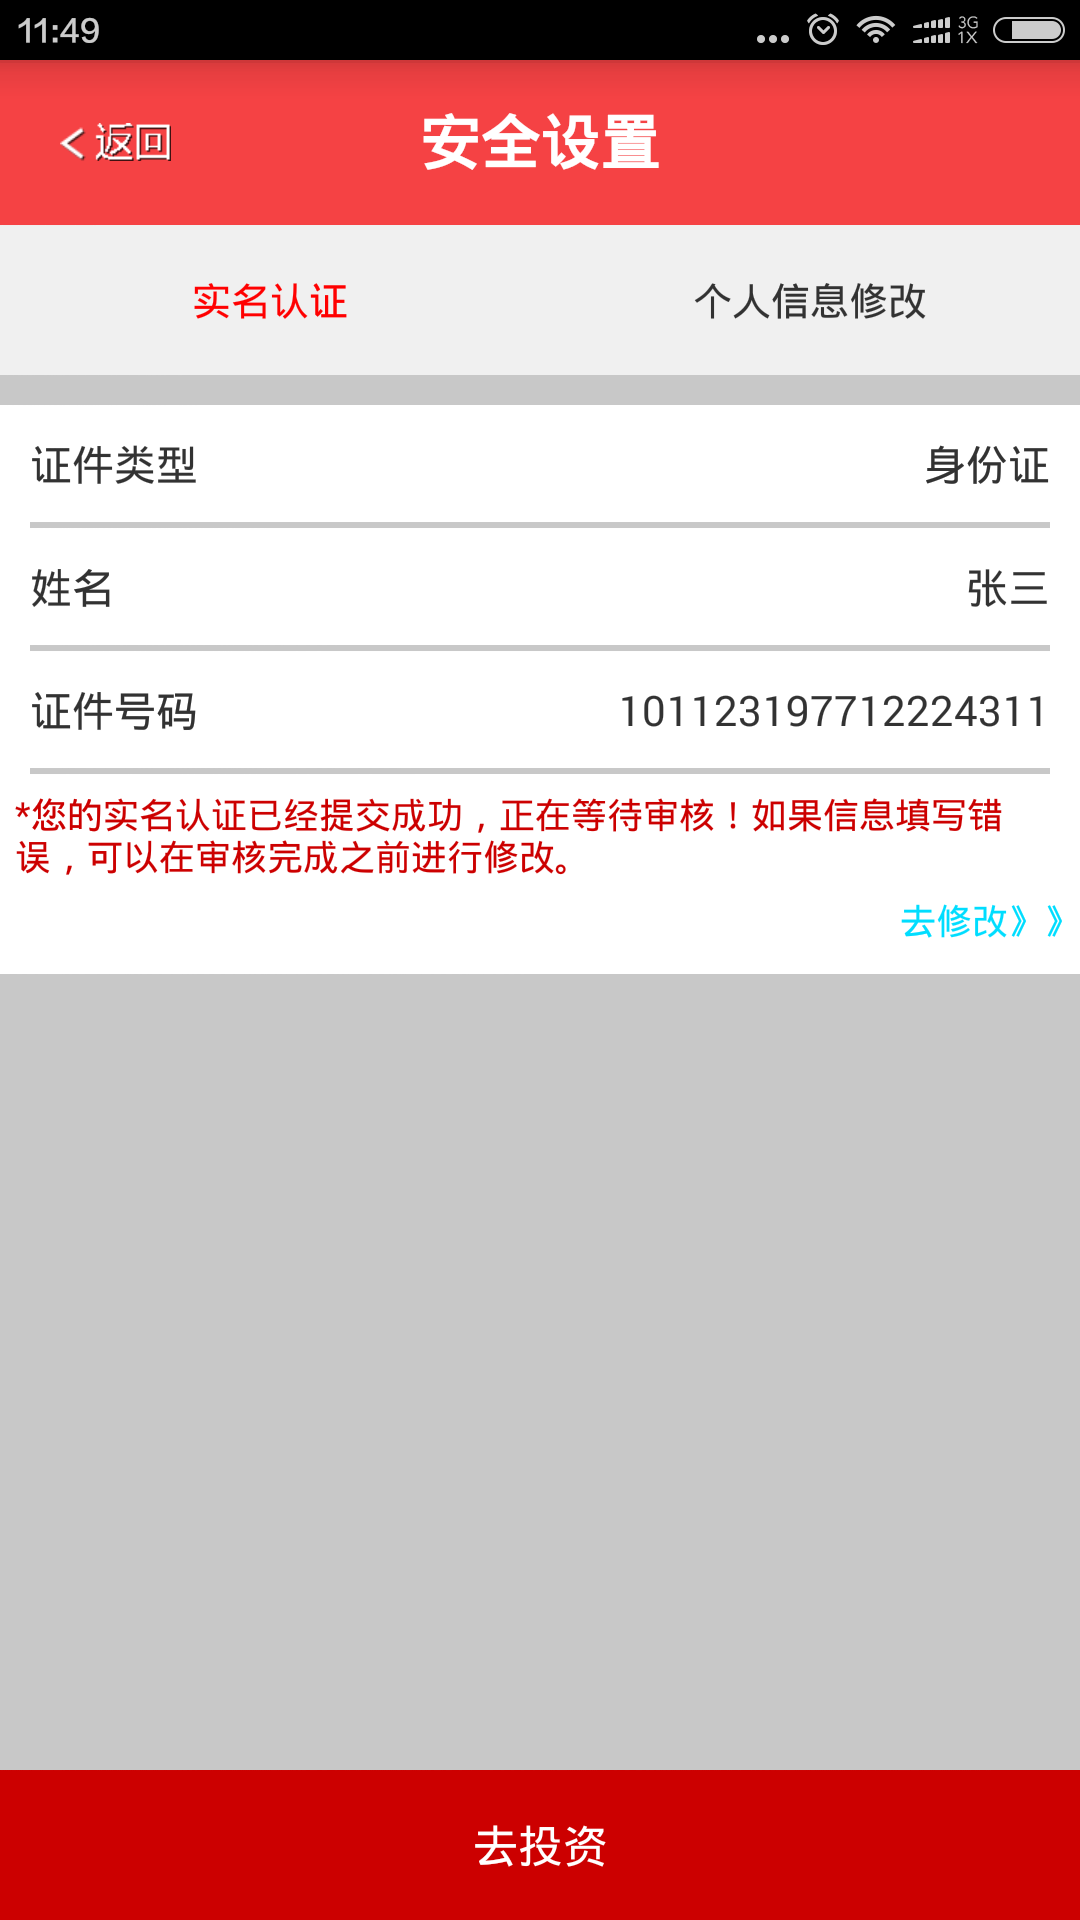 11:49
3G
1X
返回
安全设置
实名认证
个人信息修改
证件类型
身份证
姓名
张三
证件号码
101123197712224311
*您的实名认证已经提交成功，正在等待审核！如果信息填写错
误，可以在审核完成之前进行修改。
去修改》》
去投资